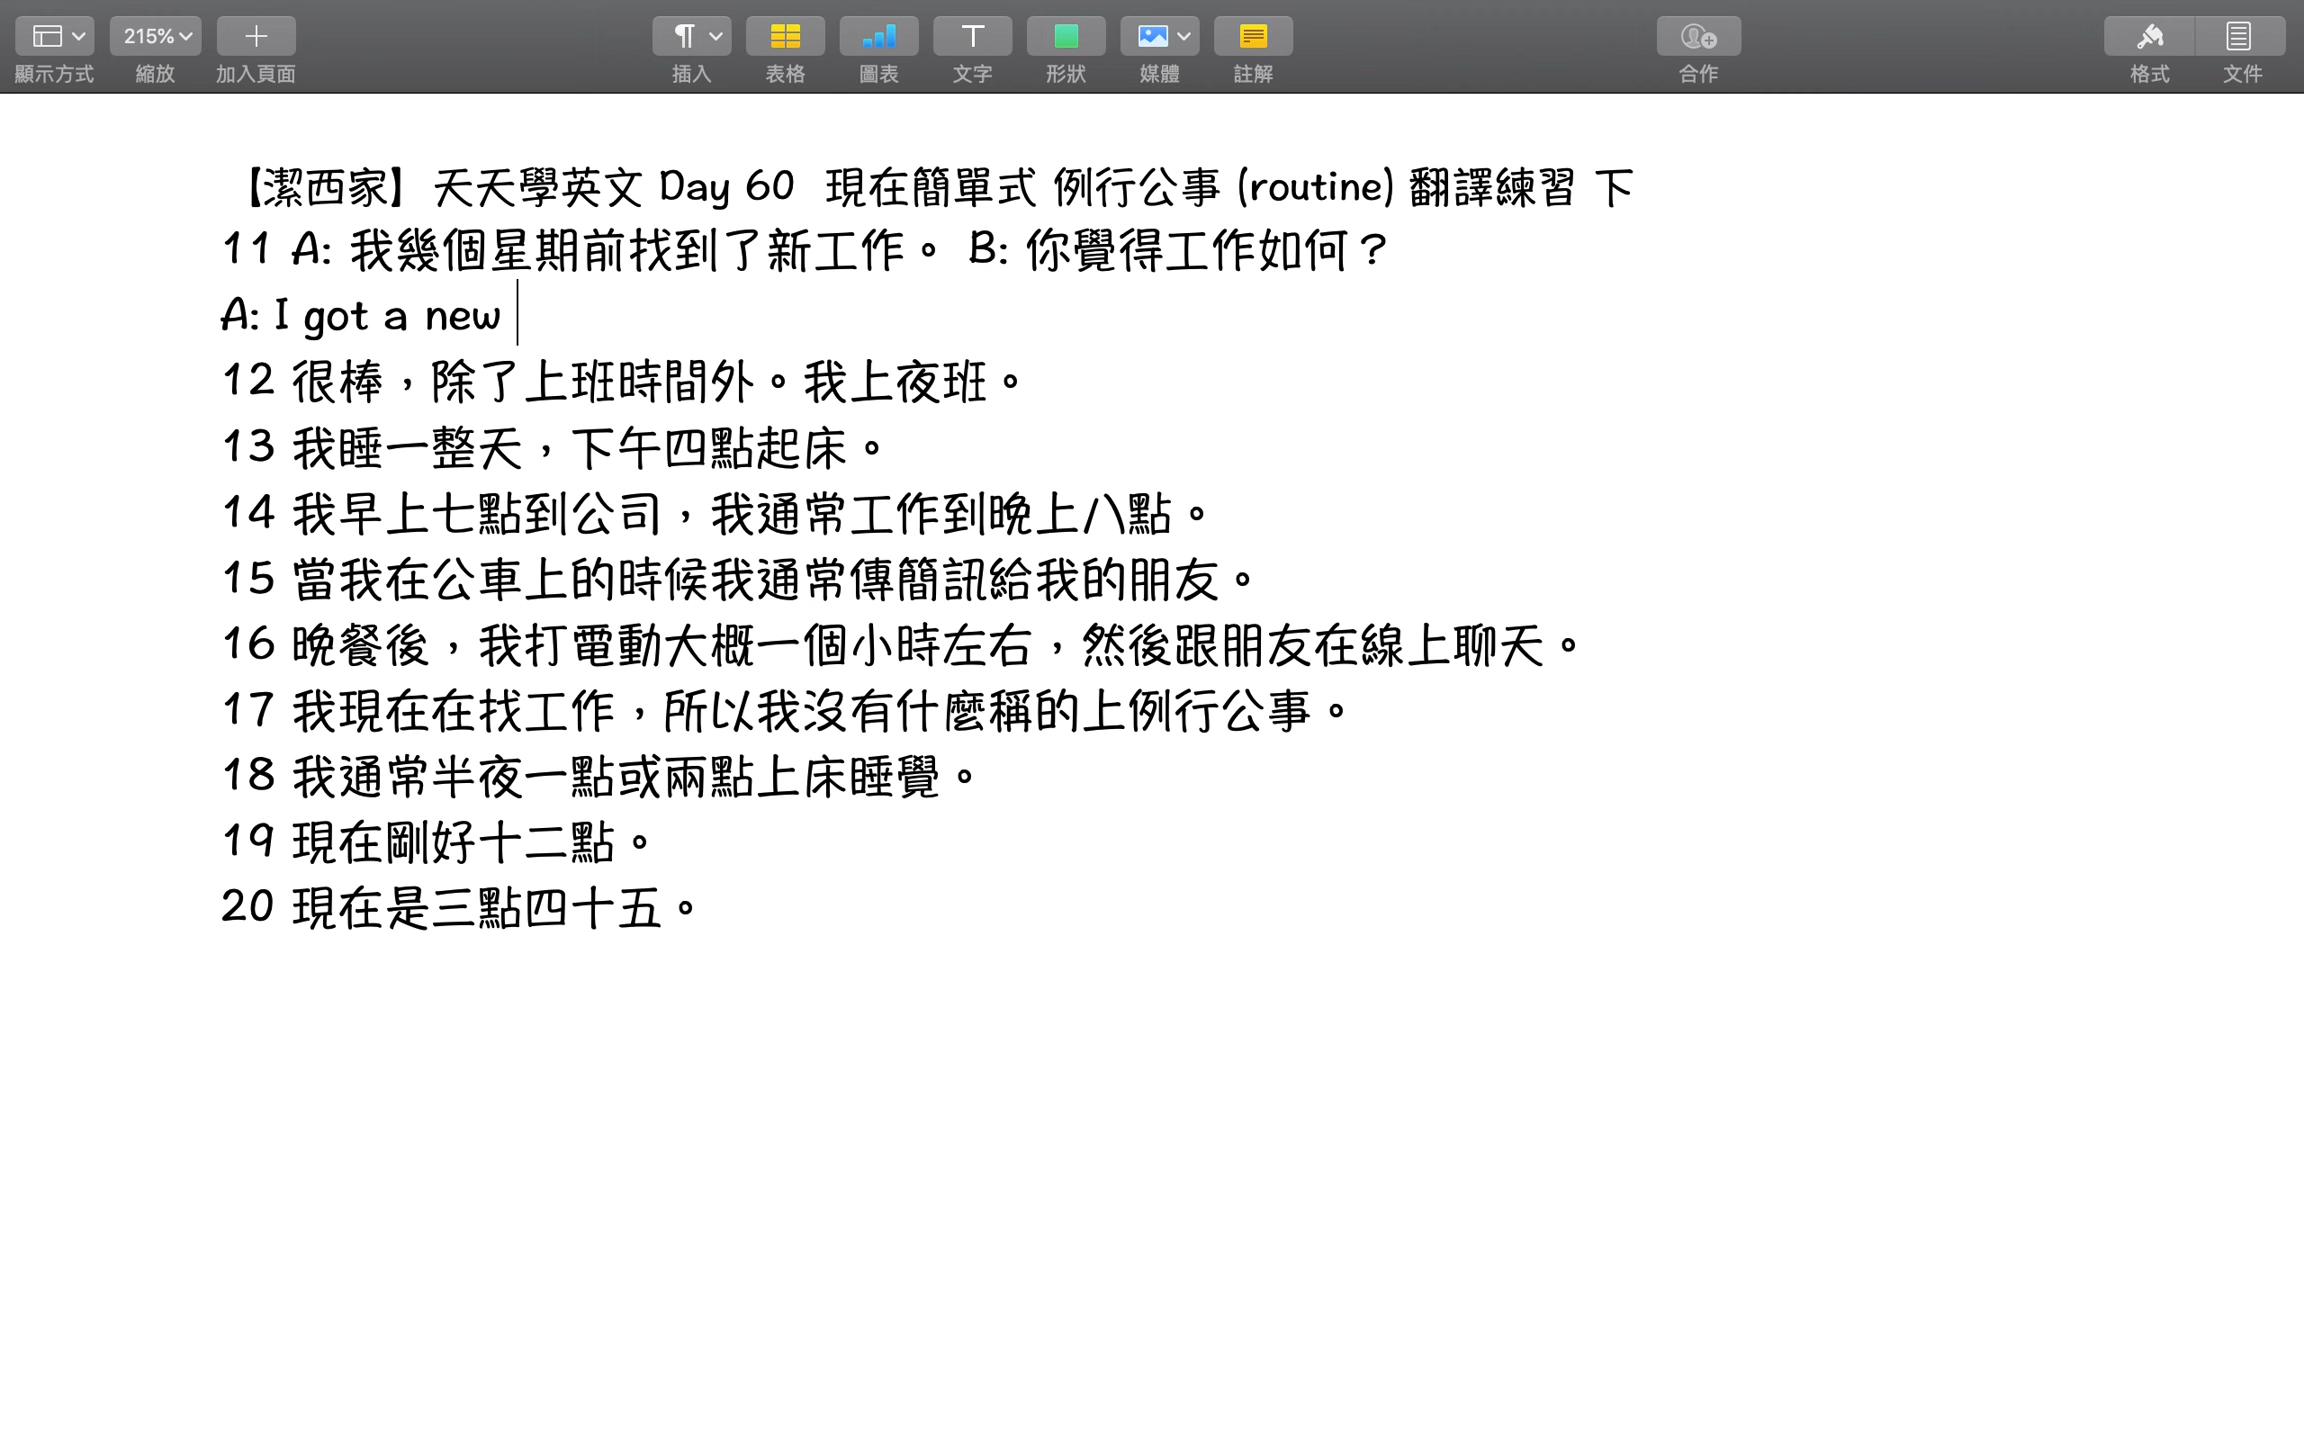 215%
顯示方式 縮放 加入頁面 插入 表格 圖表 文字 形狀 媒體 註解 合作 格式 文件
【潔西家】天天學英文 Day 60 現在簡單式 例行公事 (routine) 翻譯練習 下
11 A: 我幾個星期前找到了新工作。 B: 你覺得工作如何？
A: I got a new
12 很棒，除了上班時間外。我上夜班。
13 我睡一整天，下午四點起床。
14 我早上七點到公司，我通常工作到晚上八點。
15 當我在公車上的時候我通常傳簡訊給我的朋友。
16 晚餐後，我打電動大概一個小時左右，然後跟朋友在線上聊天。
17 我現在在找工作，所以我沒有什麼稱的上例行公事。
18 我通常半夜一點或兩點上床睡覺。
19 現在剛好十二點。
20 現在是三點四十五。